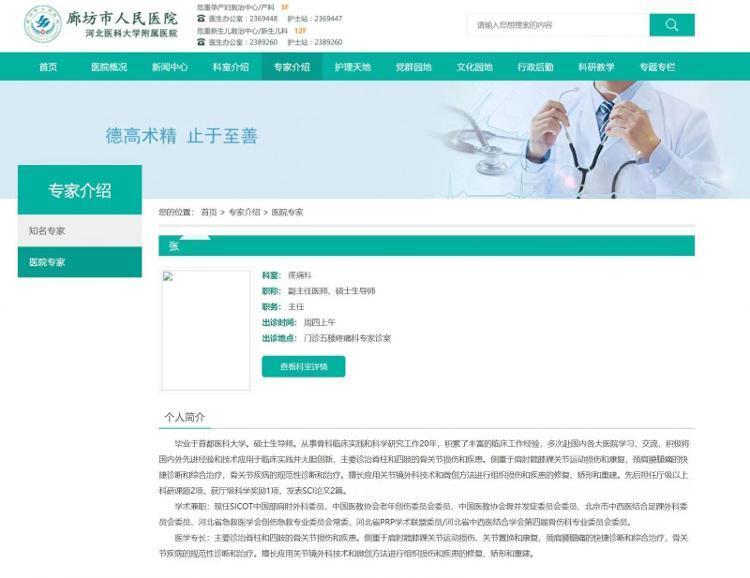 廊坊市人民医院
河北医科大学附属医院
危重孕产妇救治中心/产科 3F
医生办公室：2369448 护士站：2369447
危重新生儿救治中心/新生儿科 12F
医生办公室：2389260 护士站：2369260
请输入您想搜索的内容
首页 医院概况 新闻中心 科室介绍 专家介绍 护理天地 党群园地 文化园地 行政后勤 科研教学 专题专栏
德高术精 止于至善
专家介绍
知名专家
医院专家
您的位置： 首页 > 专家介绍 > 医院专家
张
科室： 疼痛科
职称： 副主任医师、硕士生导师
职务： 主任
出诊时间： 周四上午
出诊地点： 门诊五楼疼痛科专家诊室
查看科室详情
个人简介
毕业于首都医科大学。硕士生导师。从事骨科临床实践和科学研究工作20年，积累了丰富的临床工作经验，多次赴国内各大医院学习、交流，积极将
国内外先进经验和技术应用于临床实践并大胆创新，主要诊治脊柱和四肢的骨关节损伤和疾患。侧重于肩肘髋膝踝关节运动损伤和康复，颈肩腰腿痛的快
捷诊断和综合治疗，骨关节疾病的规范性诊断和治疗。擅长应用关节镜外科技术和微创方法进行组织损伤和疾患的修复、矫形和重建。先后担任厅级以上
科研课题2项，获厅级科学奖励1项，发表SCI论文2篇。
学术兼职：现任SICOT中国部肩肘外科委员、中国医教协会老年创伤委员会委员、中国医教协会骨并发症委员会委员、北京市中西医结合足踝外科委
员会委员、河北省急救医学会创伤急救专业委员会常委、河北省PRP学术联盟委员/河北省中西医结合学会第四届骨伤科专业委员会委员。
医学专长：主要诊治脊柱和四肢的骨关节损伤和疾患。侧重于肩肘髋膝踝关节运动损伤、关节置换和康复，颈肩腰腿痛的快捷诊断和综合治疗，骨关
节疾病的规范性诊断和治疗。擅长应用关节镜外科技术和微创方法进行组织损伤和疾患的修复、矫形和重建。